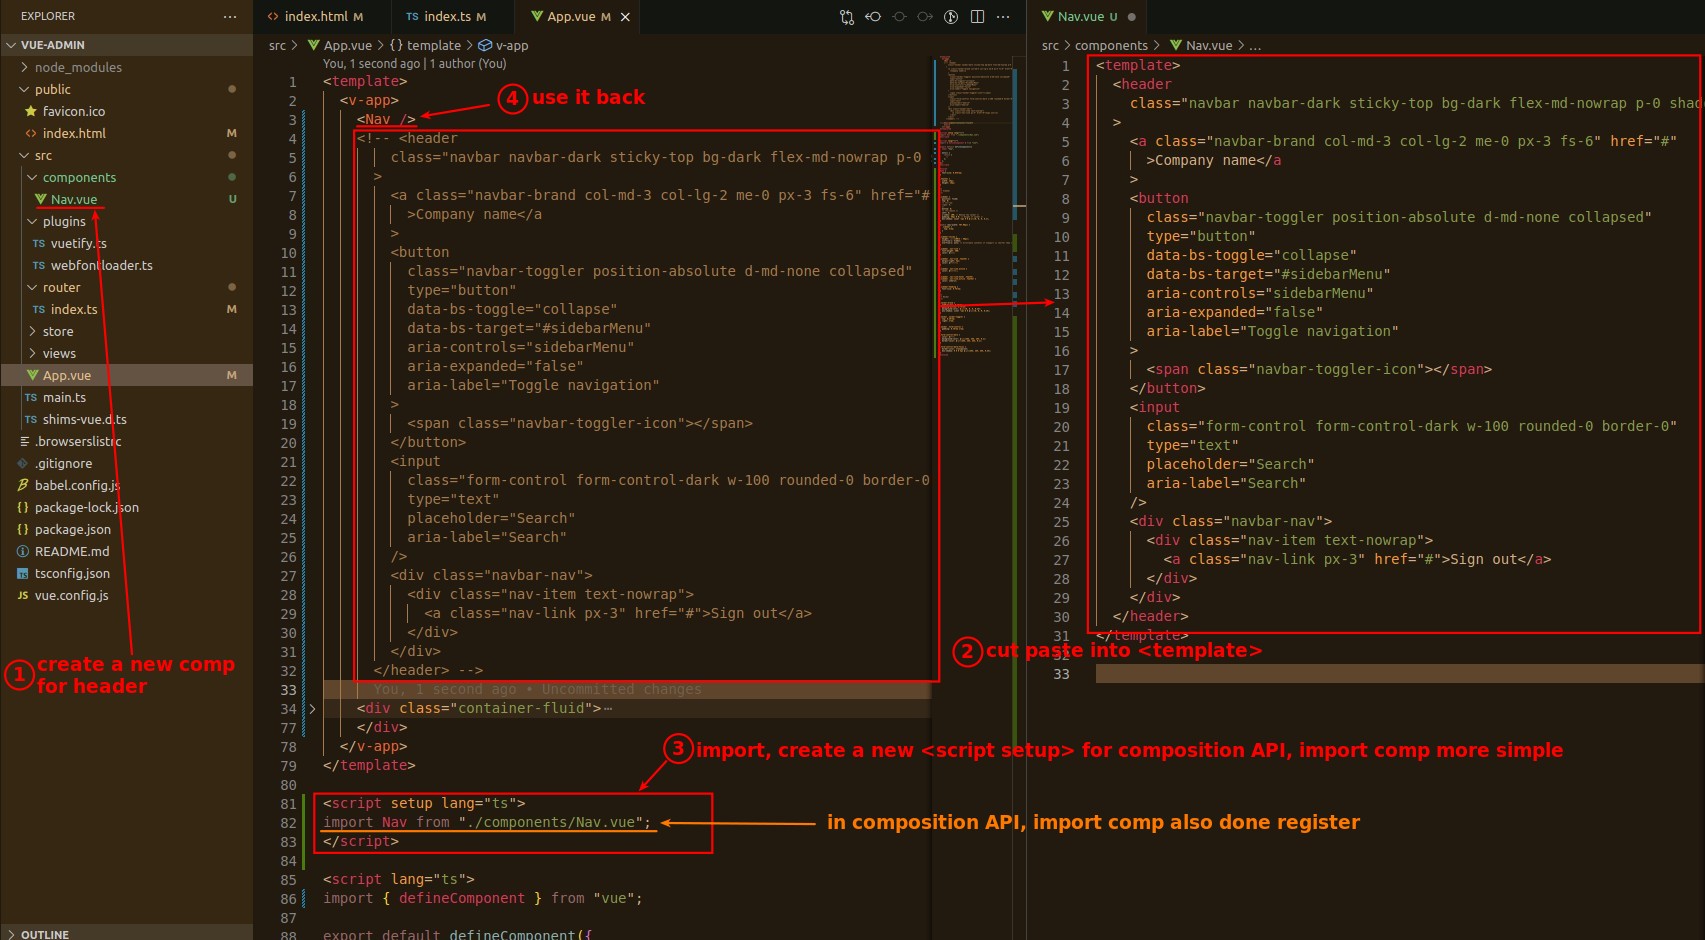 EXPLORER ...
VUE-ADMIN
node_modules
public
favicon.ico
index.html M
src
components
Nav.vue U
plugins
TS vuetify.ts
TS webfontloader.ts
router
TS index.ts M
store
views
App.vue M
TS main.ts
TS shims-vue.d.ts
.browserslistrc
.gitignore
babel.config.js
{} package-lock.json
{} package.json
README.md
TS tsconfig.json
JS vue.config.js
OUTLINE
1 create a new comp
for header
<> index.html M TS index.ts M App.vue M ×
src > App.vue > {} template > v-app
You, 1 second ago | 1 author (You)
1 <template>
2 <v-app>
3 <Nav />
4 <!-- <header
5 class="navbar navbar-dark sticky-top bg-dark flex-md-nowrap p-0
6 >
7 <a class="navbar-brand col-md-3 col-lg-2 me-0 px-3 fs-6" href="#
8 >Company name</a
9 >
10 <button
11 class="navbar-toggler position-absolute d-md-none collapsed"
12 type="button"
13 data-bs-toggle="collapse"
14 data-bs-target="#sidebarMenu"
15 aria-controls="sidebarMenu"
16 aria-expanded="false"
17 aria-label="Toggle navigation"
18 >
19 <span class="navbar-toggler-icon"></span>
20 </button>
21 <input
22 class="form-control form-control-dark w-100 rounded-0 border-0
23 type="text"
24 placeholder="Search"
25 aria-label="Search"
26 />
27 <div class="navbar-nav">
28 <div class="nav-item text-nowrap">
29 <a class="nav-link px-3" href="#">Sign out</a>
30 </div>
31 </div>
32 </header> -->
33 You, 1 second ago • Uncommitted changes
34 <div class="container-fluid">...
77 </div>
78 </v-app>
79 </template>
80
81 <script setup lang="ts">
82 import Nav from "./components/Nav.vue";
83 </script>
84
85 <script lang="ts">
86 import { defineComponent } from "vue";
87
88 export default defineComponent({
4 use it back
2 cut paste into <template>
3 import, create a new <script setup> for composition API, import comp more simple
in composition API, import comp also done register
Nav.vue U
src > components > Nav.vue > ...
1 <template>
2 <header
3 class="navbar navbar-dark sticky-top bg-dark flex-md-nowrap p-0 shad
4 >
5 <a class="navbar-brand col-md-3 col-lg-2 me-0 px-3 fs-6" href="#"
6 >Company name</a
7 >
8 <button
9 class="navbar-toggler position-absolute d-md-none collapsed"
10 type="button"
11 data-bs-toggle="collapse"
12 data-bs-target="#sidebarMenu"
13 aria-controls="sidebarMenu"
14 aria-expanded="false"
15 aria-label="Toggle navigation"
16 >
17 <span class="navbar-toggler-icon"></span>
18 </button>
19 <input
20 class="form-control form-control-dark w-100 rounded-0 border-0"
21 type="text"
22 placeholder="Search"
23 aria-label="Search"
24 />
25 <div class="navbar-nav">
26 <div class="nav-item text-nowrap">
27 <a class="nav-link px-3" href="#">Sign out</a>
28 </div>
29 </div>
30 </header>
31 </template>
32
33